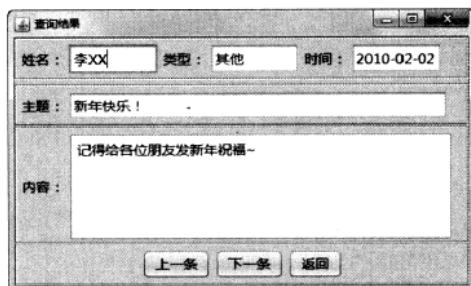 查询结果
姓名： 李XX 类型： 其他 时间： 2010-02-02
主题： 新年快乐！ -
记得给各位朋友发新年祝福~
内容：
上一条 下一条 返回